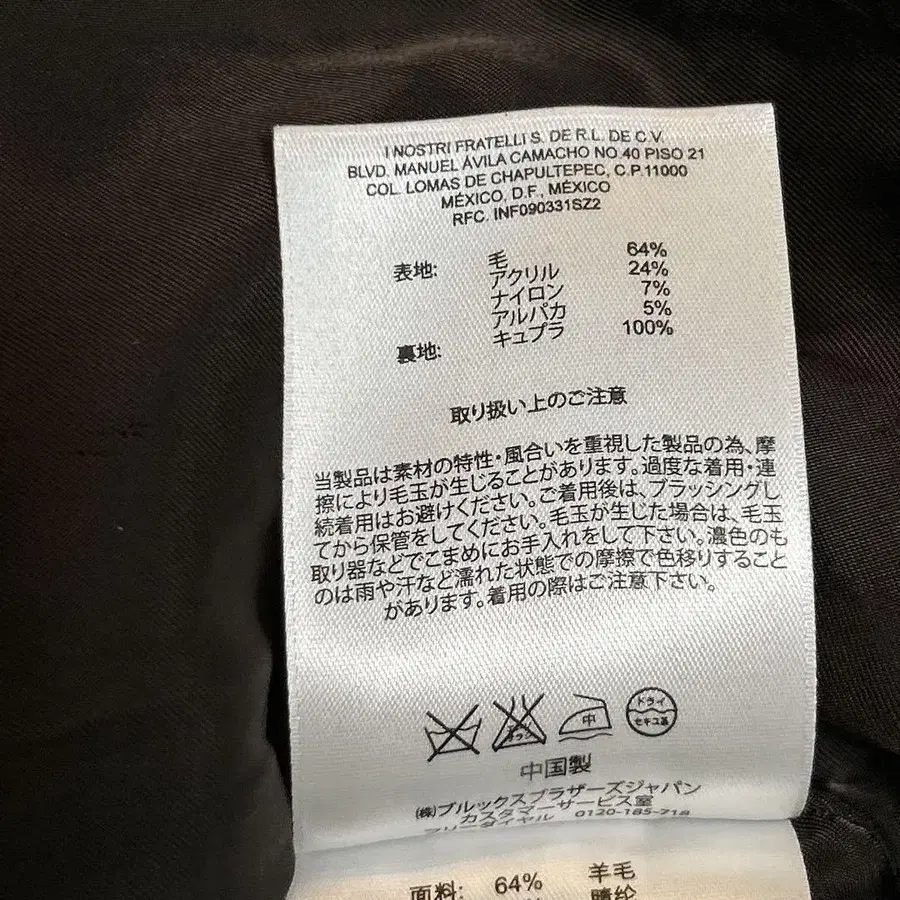 I NOSTRI FRATELLI S. DE R.L. DE C.V.
BLVD. MANUEL ÁVILA CAMACHO NO 40 PISO 21
COL. LOMAS DE CHAPULTEPEC, C.P. 11000
MÉXICO, D.F., MÉXICO
RFC. INF090331SZ2
表地: 毛 64%
アクリル 24%
ナイロン 7%
アルパカ 5%
裏地: キュプラ 100%
取り扱い上のご注意
当製品は素材の特性・風合いを重視した製品の為、摩
擦により毛玉が生じることがあります。過度な着用・連
続着用はお避けください。ご着用後は、ブラッシングし
てから保管をしてください。毛玉が生じた場合は、毛玉
取り器などでこまめにお手入れをして下さい。濃色のも
のは雨や汗など濡れた状態での摩擦で色移りすること
があります。着用の際はご注意下さい。
中 ドライ
セキユ系
中国製
(株)ブルックスブラザーズジャパン
カスタマーサービス室
フリーダイヤル 0120-185-718
面料: 64% 羊毛
腈纶